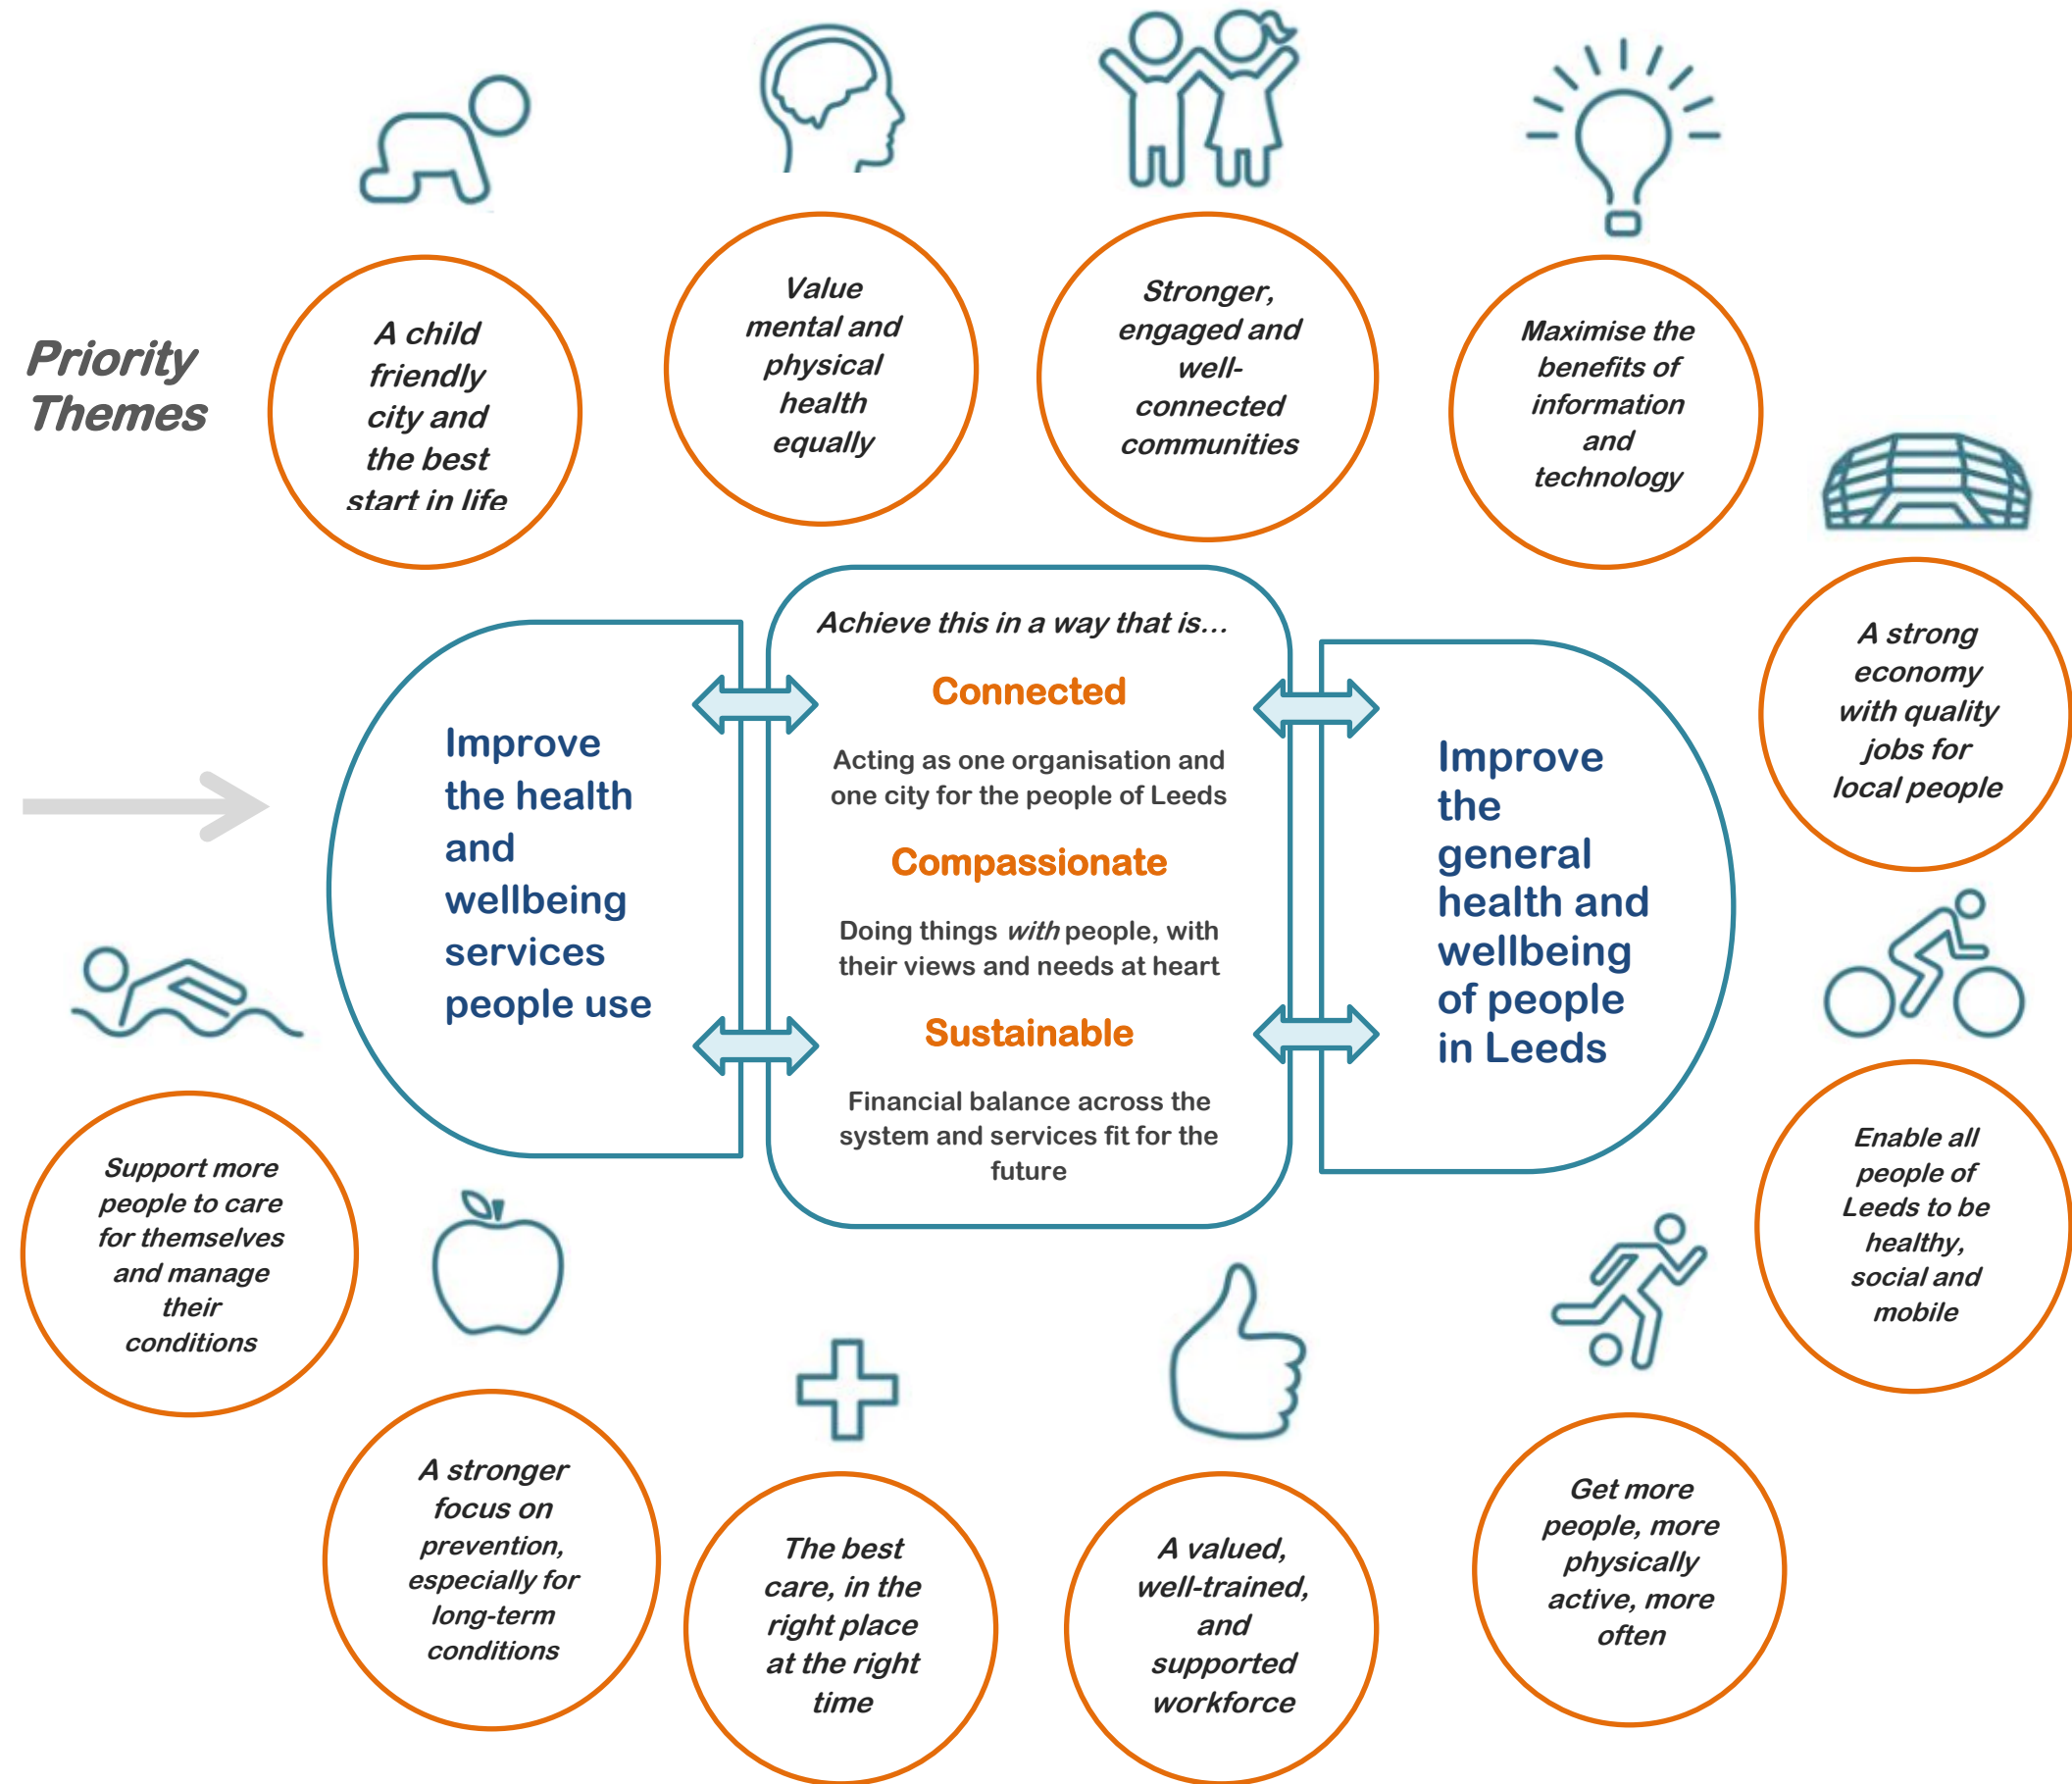 Priority
Themes
A child
friendly
city and
the best
start in life
Value
mental and
physical
health
equally
Stronger,
engaged and
well-
connected
communities
Maximise the
benefits of
information
and
technology
A strong
economy
with quality
jobs for
local people
Improve
the health
and
wellbeing
services
people use
Achieve this in a way that is...
Connected
Acting as one organisation and
one city for the people of Leeds
Compassionate
Doing things with people, with
their views and needs at heart
Sustainable
Financial balance across the
system and services fit for the
future
Improve
the
general
health and
wellbeing
of people
in Leeds
Enable all
people of
Leeds to be
healthy,
social and
mobile
Support more
people to care
for themselves
and manage
their
conditions
A stronger
focus on
prevention,
especially for
long-term
conditions
The best
care, in the
right place
at the right
time
A valued,
well-trained,
and
supported
workforce
Get more
people, more
physically
active, more
often